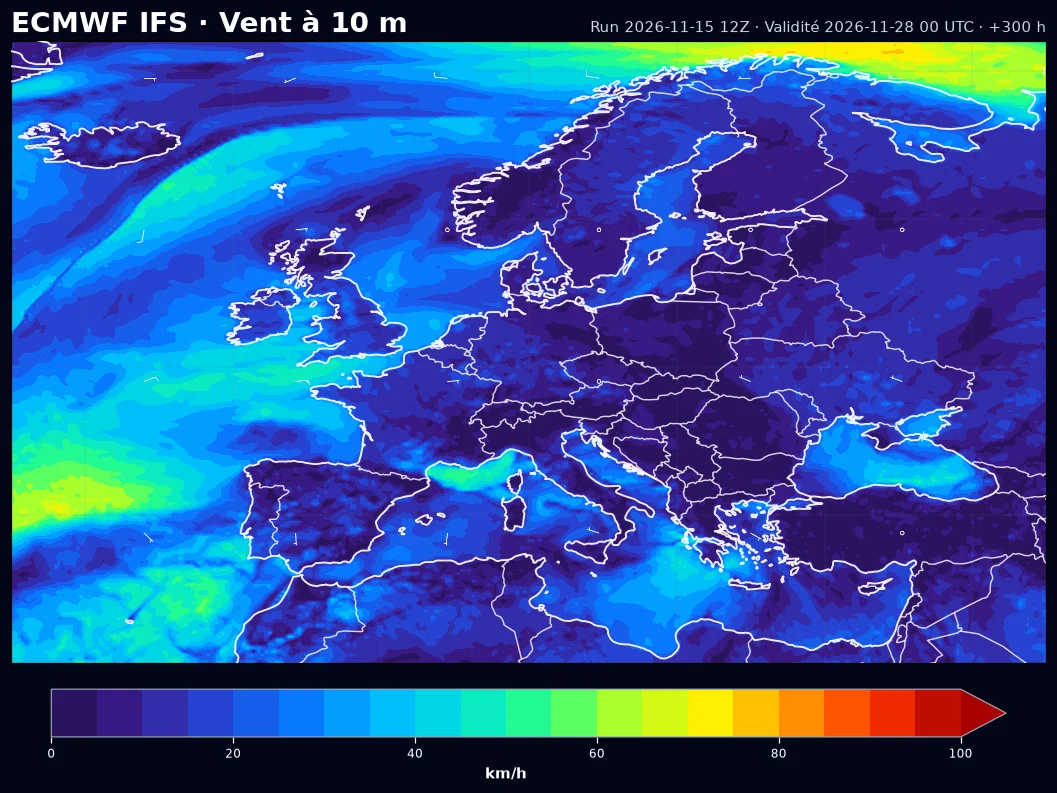 ECMWF IFS · Vent à 10 m
Run 2026-11-15 12Z · Validité 2026-11-28 00 UTC · +300 h
0 20 40 60 80 100
km/h